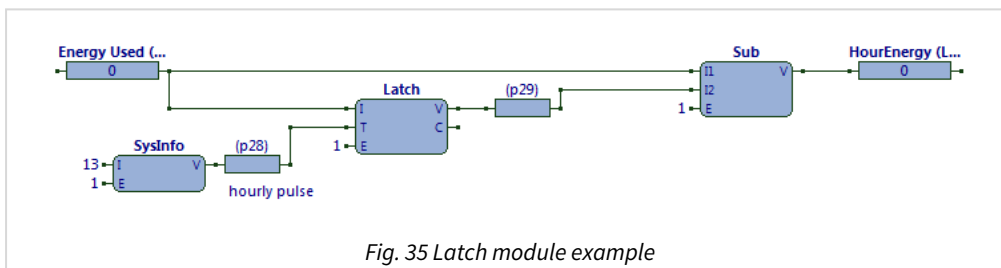 Energy Used (...
0
Sub
HourEnergy (L...
0
I1
V
I2
1
E
Latch
(p29)
I
V
T
C
1
E
SysInfo
(p28)
13
I
V
1
E
hourly pulse
Fig. 35 Latch module example